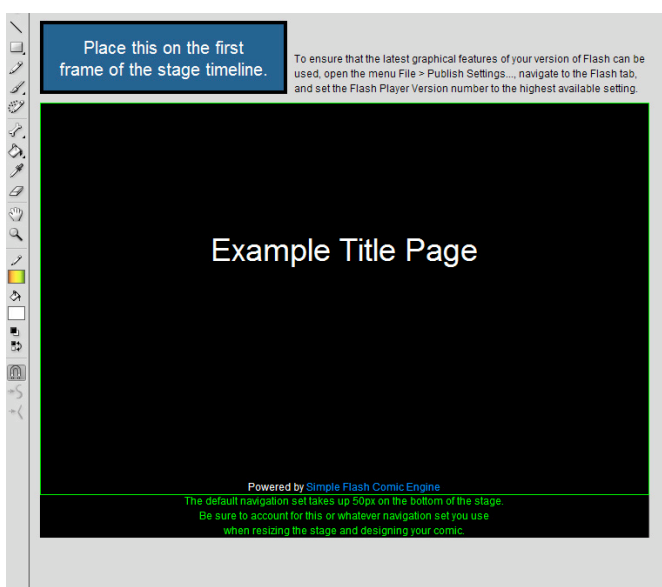 Place this on the first
frame of the stage timeline.
To ensure that the latest graphical features of your version of Flash can be
used, open the menu File > Publish Settings..., navigate to the Flash tab,
and set the Flash Player Version number to the highest available setting.
Example Title Page
Powered by Simple Flash Comic Engine
The default navigation set takes up 50px on the bottom of the stage.
Be sure to account for this or whatever navigation set you use
when resizing the stage and designing your comic.